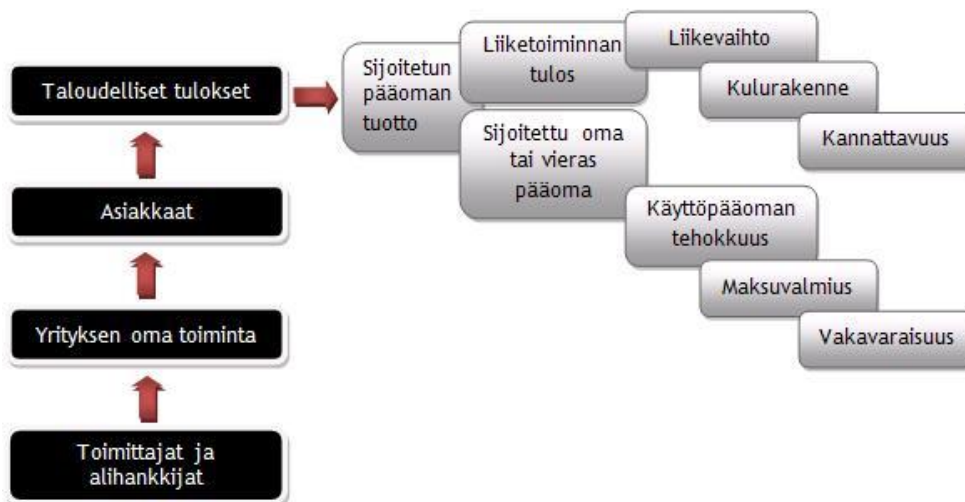 Taloudelliset tulokset
Asiakkaat
Yrityksen oma toiminta
Toimittajat ja
alihankkijat
Sijoitetun
pääoman
tuotto
Liiketoiminnan
tulos
Liikevaihto
Kulurakenne
Kannattavuus
Sijoitettu oma
tai vieras
pääoma
Käyttöpääoman
tehokkuus
Maksuvalmius
Vakavaraisuus